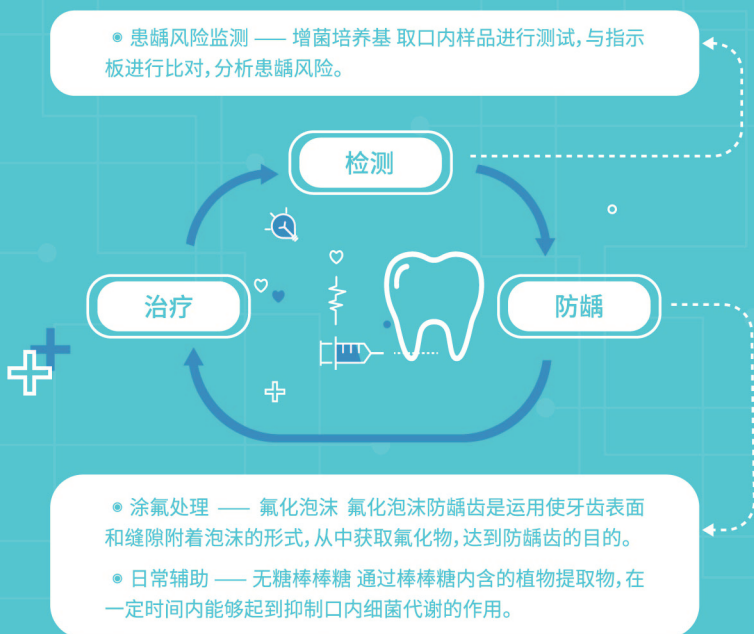 ◉ 患龋风险监测 —— 增菌培养基 取口内样品进行测试，与指示
板进行比对，分析患龋风险。
检测
治疗
防龋
◉ 涂氟处理 —— 氟化泡沫 氟化泡沫防龋齿是运用使牙齿表面
和缝隙附着泡沫的形式，从中获取氟化物，达到防龋齿的目的。
◉ 日常辅助 —— 无糖棒棒糖 通过棒棒糖内含的植物提取物，在
一定时间内能够起到抑制口内细菌代谢的作用。